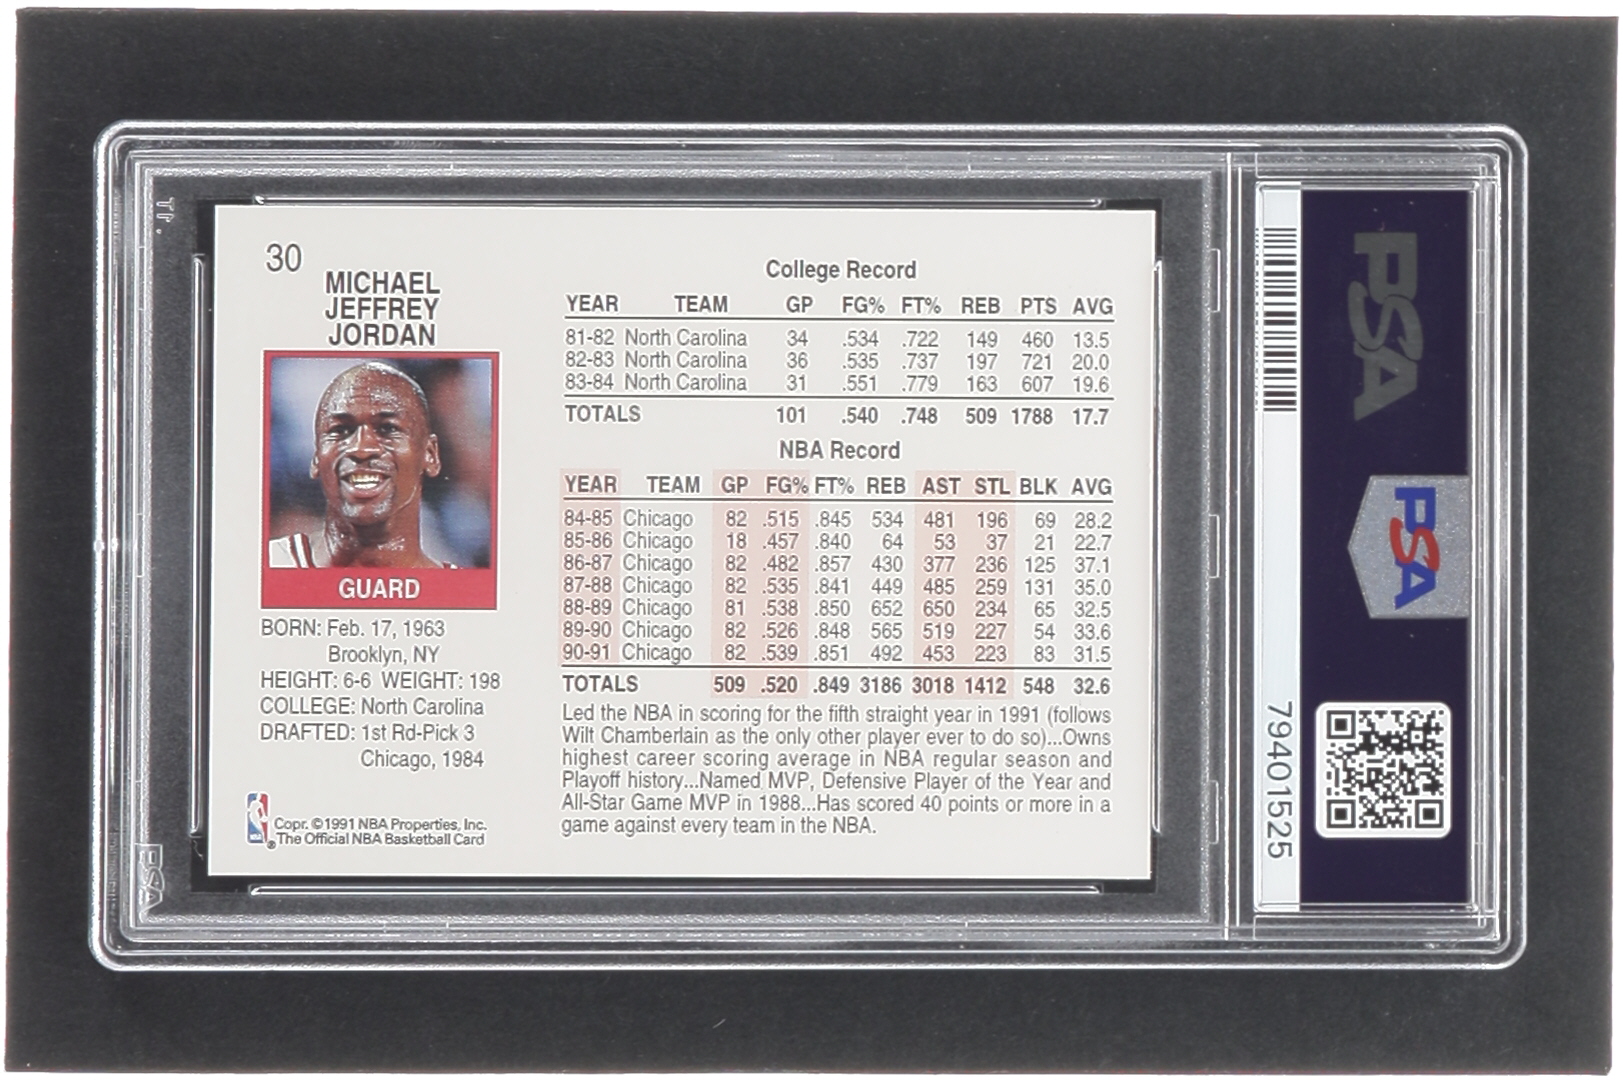 30
MICHAEL
JEFFREY
JORDAN
GUARD
BORN: Feb. 17, 1963
Brooklyn, NY
HEIGHT: 6-6 WEIGHT: 198
COLLEGE: North Carolina
DRAFTED: 1st Rd-Pick 3
Chicago, 1984
NBA
Copr. ©1991 NBA Properties, Inc.
® The Official NBA Basketball Card
College Record
YEAR TEAM GP FG% FT% REB PTS AVG
81-82 North Carolina 34 .534 .722 149 460 13.5
82-83 North Carolina 36 .535 .737 197 721 20.0
83-84 North Carolina 31 .551 .779 163 607 19.6
TOTALS 101 .540 .748 509 1788 17.7
NBA Record
YEAR TEAM GP FG% FT% REB AST STL BLK AVG
84-85 Chicago 82 .515 .845 534 481 196 69 28.2
85-86 Chicago 18 .457 .840 64 53 37 21 22.7
86-87 Chicago 82 .482 .857 430 377 236 125 37.1
87-88 Chicago 82 .535 .841 449 485 259 131 35.0
88-89 Chicago 81 .538 .850 652 650 234 65 32.5
89-90 Chicago 82 .526 .848 565 519 227 54 33.6
90-91 Chicago 82 .539 .851 492 453 223 83 31.5
TOTALS 509 .520 .849 3186 3018 1412 548 32.6
Led the NBA in scoring for the fifth straight year in 1991 (follows
Wilt Chamberlain as the only other player ever to do so)...Owns
highest career scoring average in NBA regular season and
Playoff history...Named MVP, Defensive Player of the Year and
All-Star Game MVP in 1988...Has scored 40 points or more in a
game against every team in the NBA.
PSA
PSA
PSA
79401525